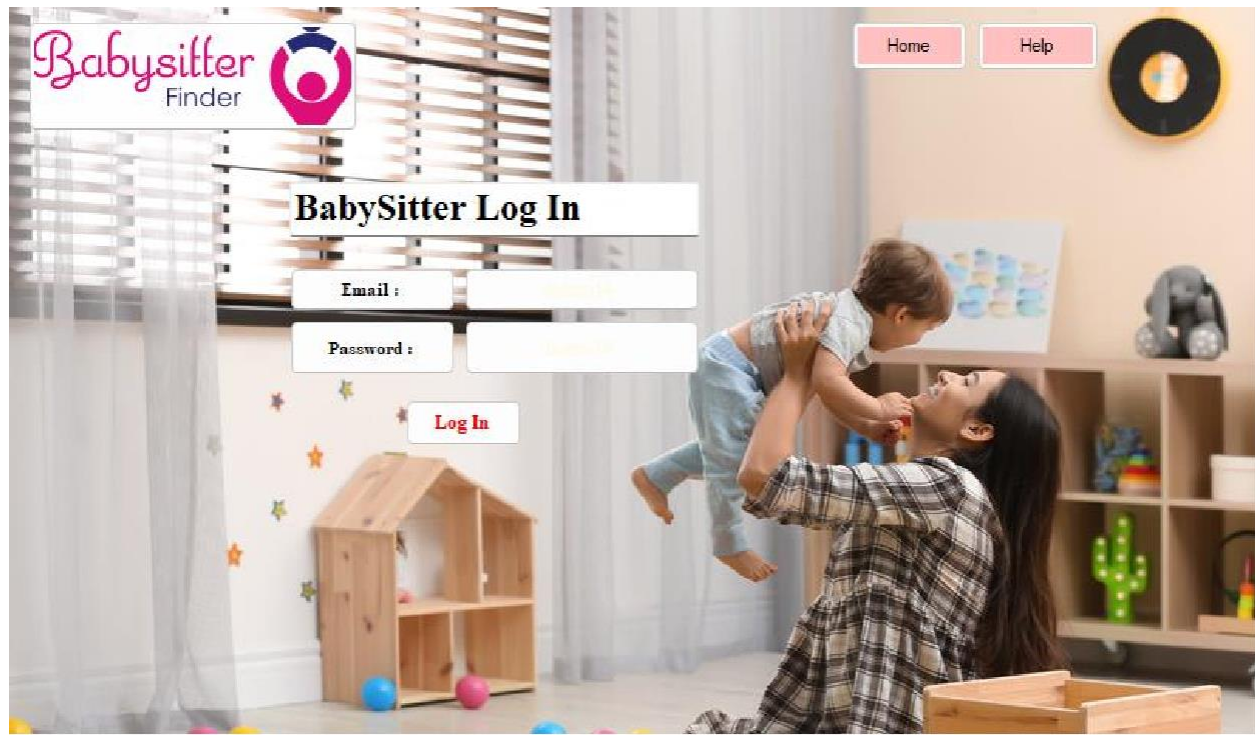 Babysitter
Finder
Home
Help
BabySitter Log In
Email :
Password :
Log In